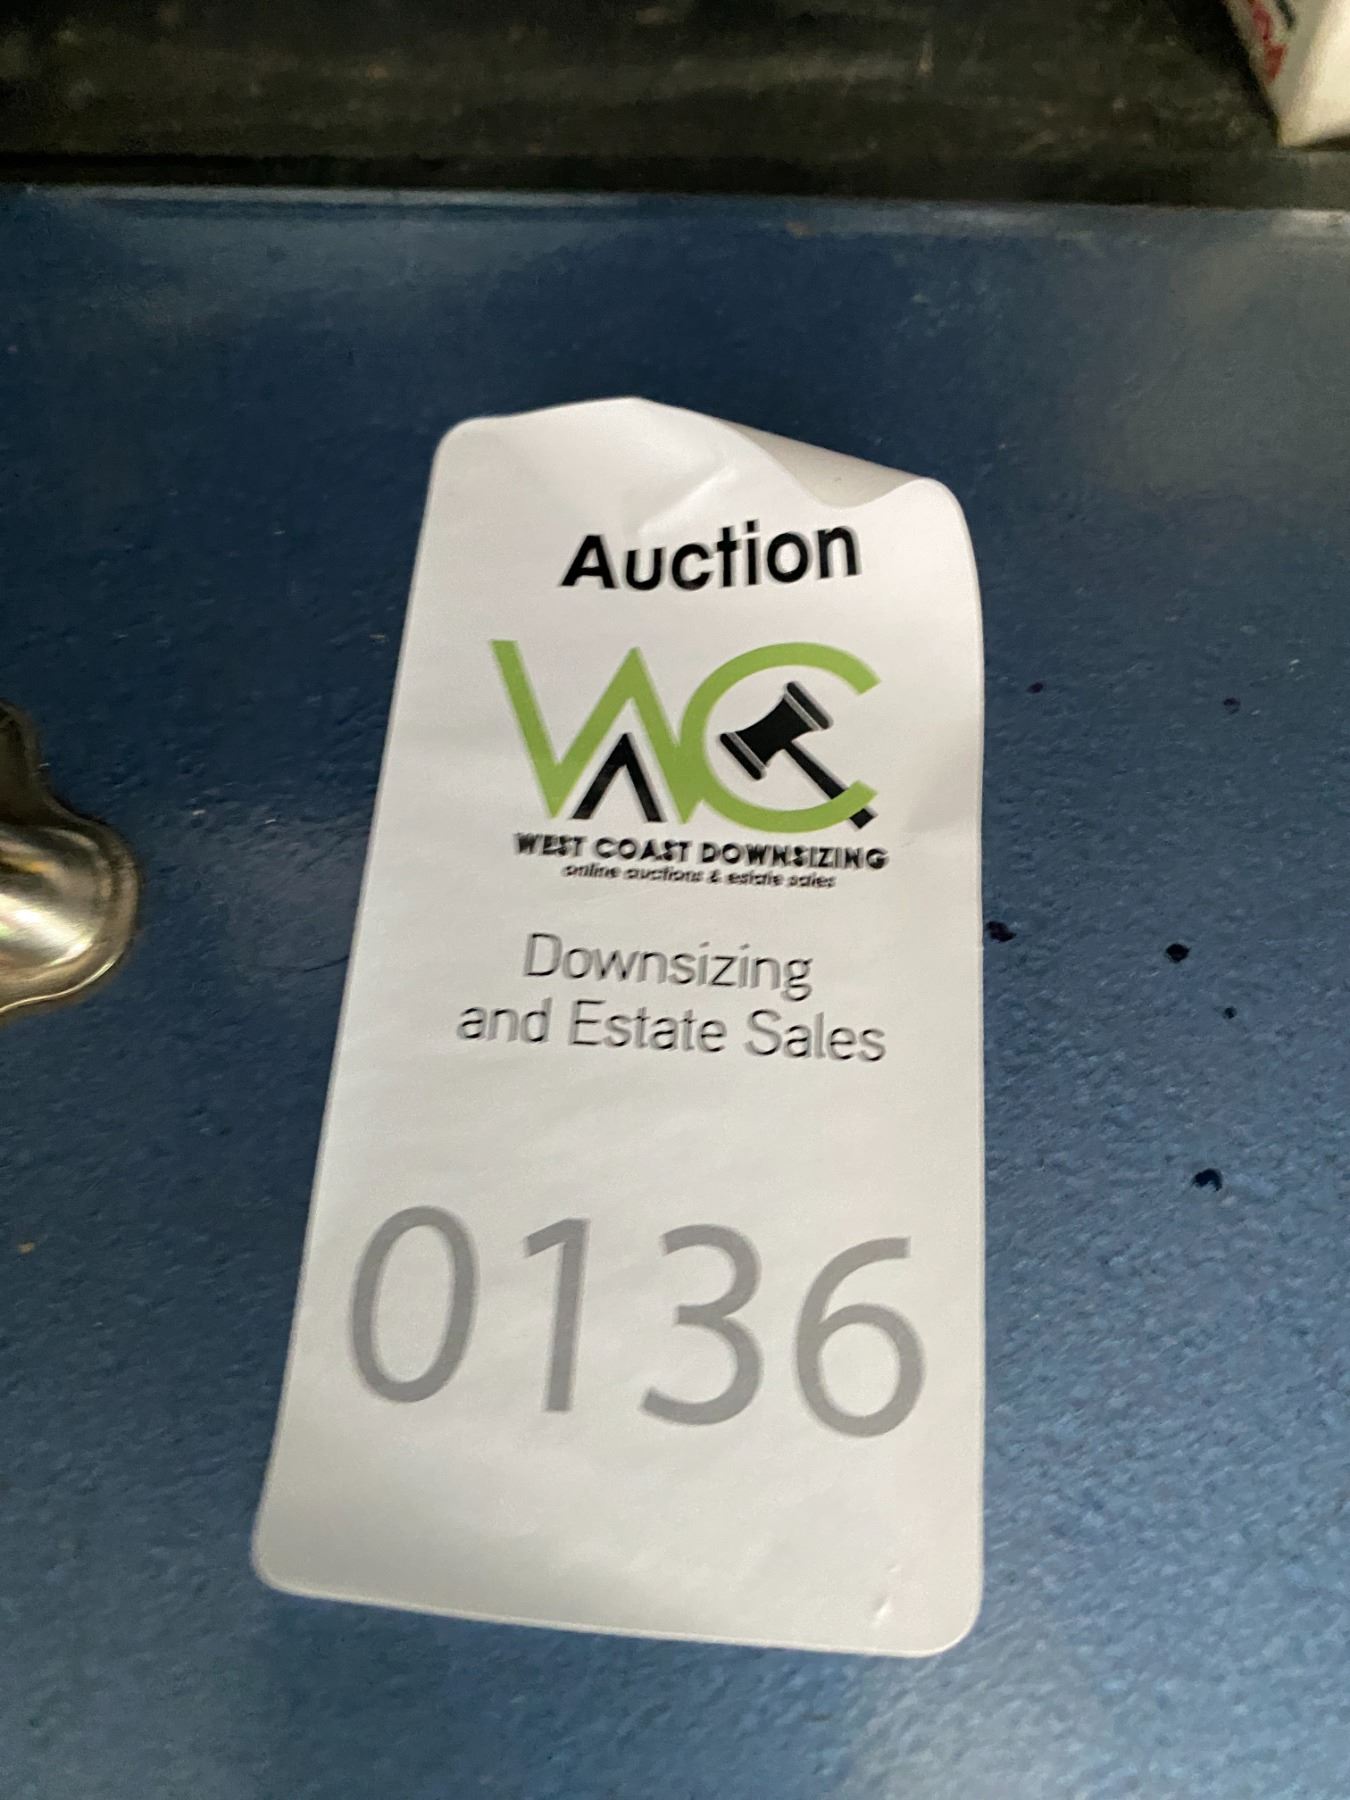 Auction
WC
WEST COAST DOWNSIZING
online auctions & estate sales
Downsizing
and Estate Sales
0136